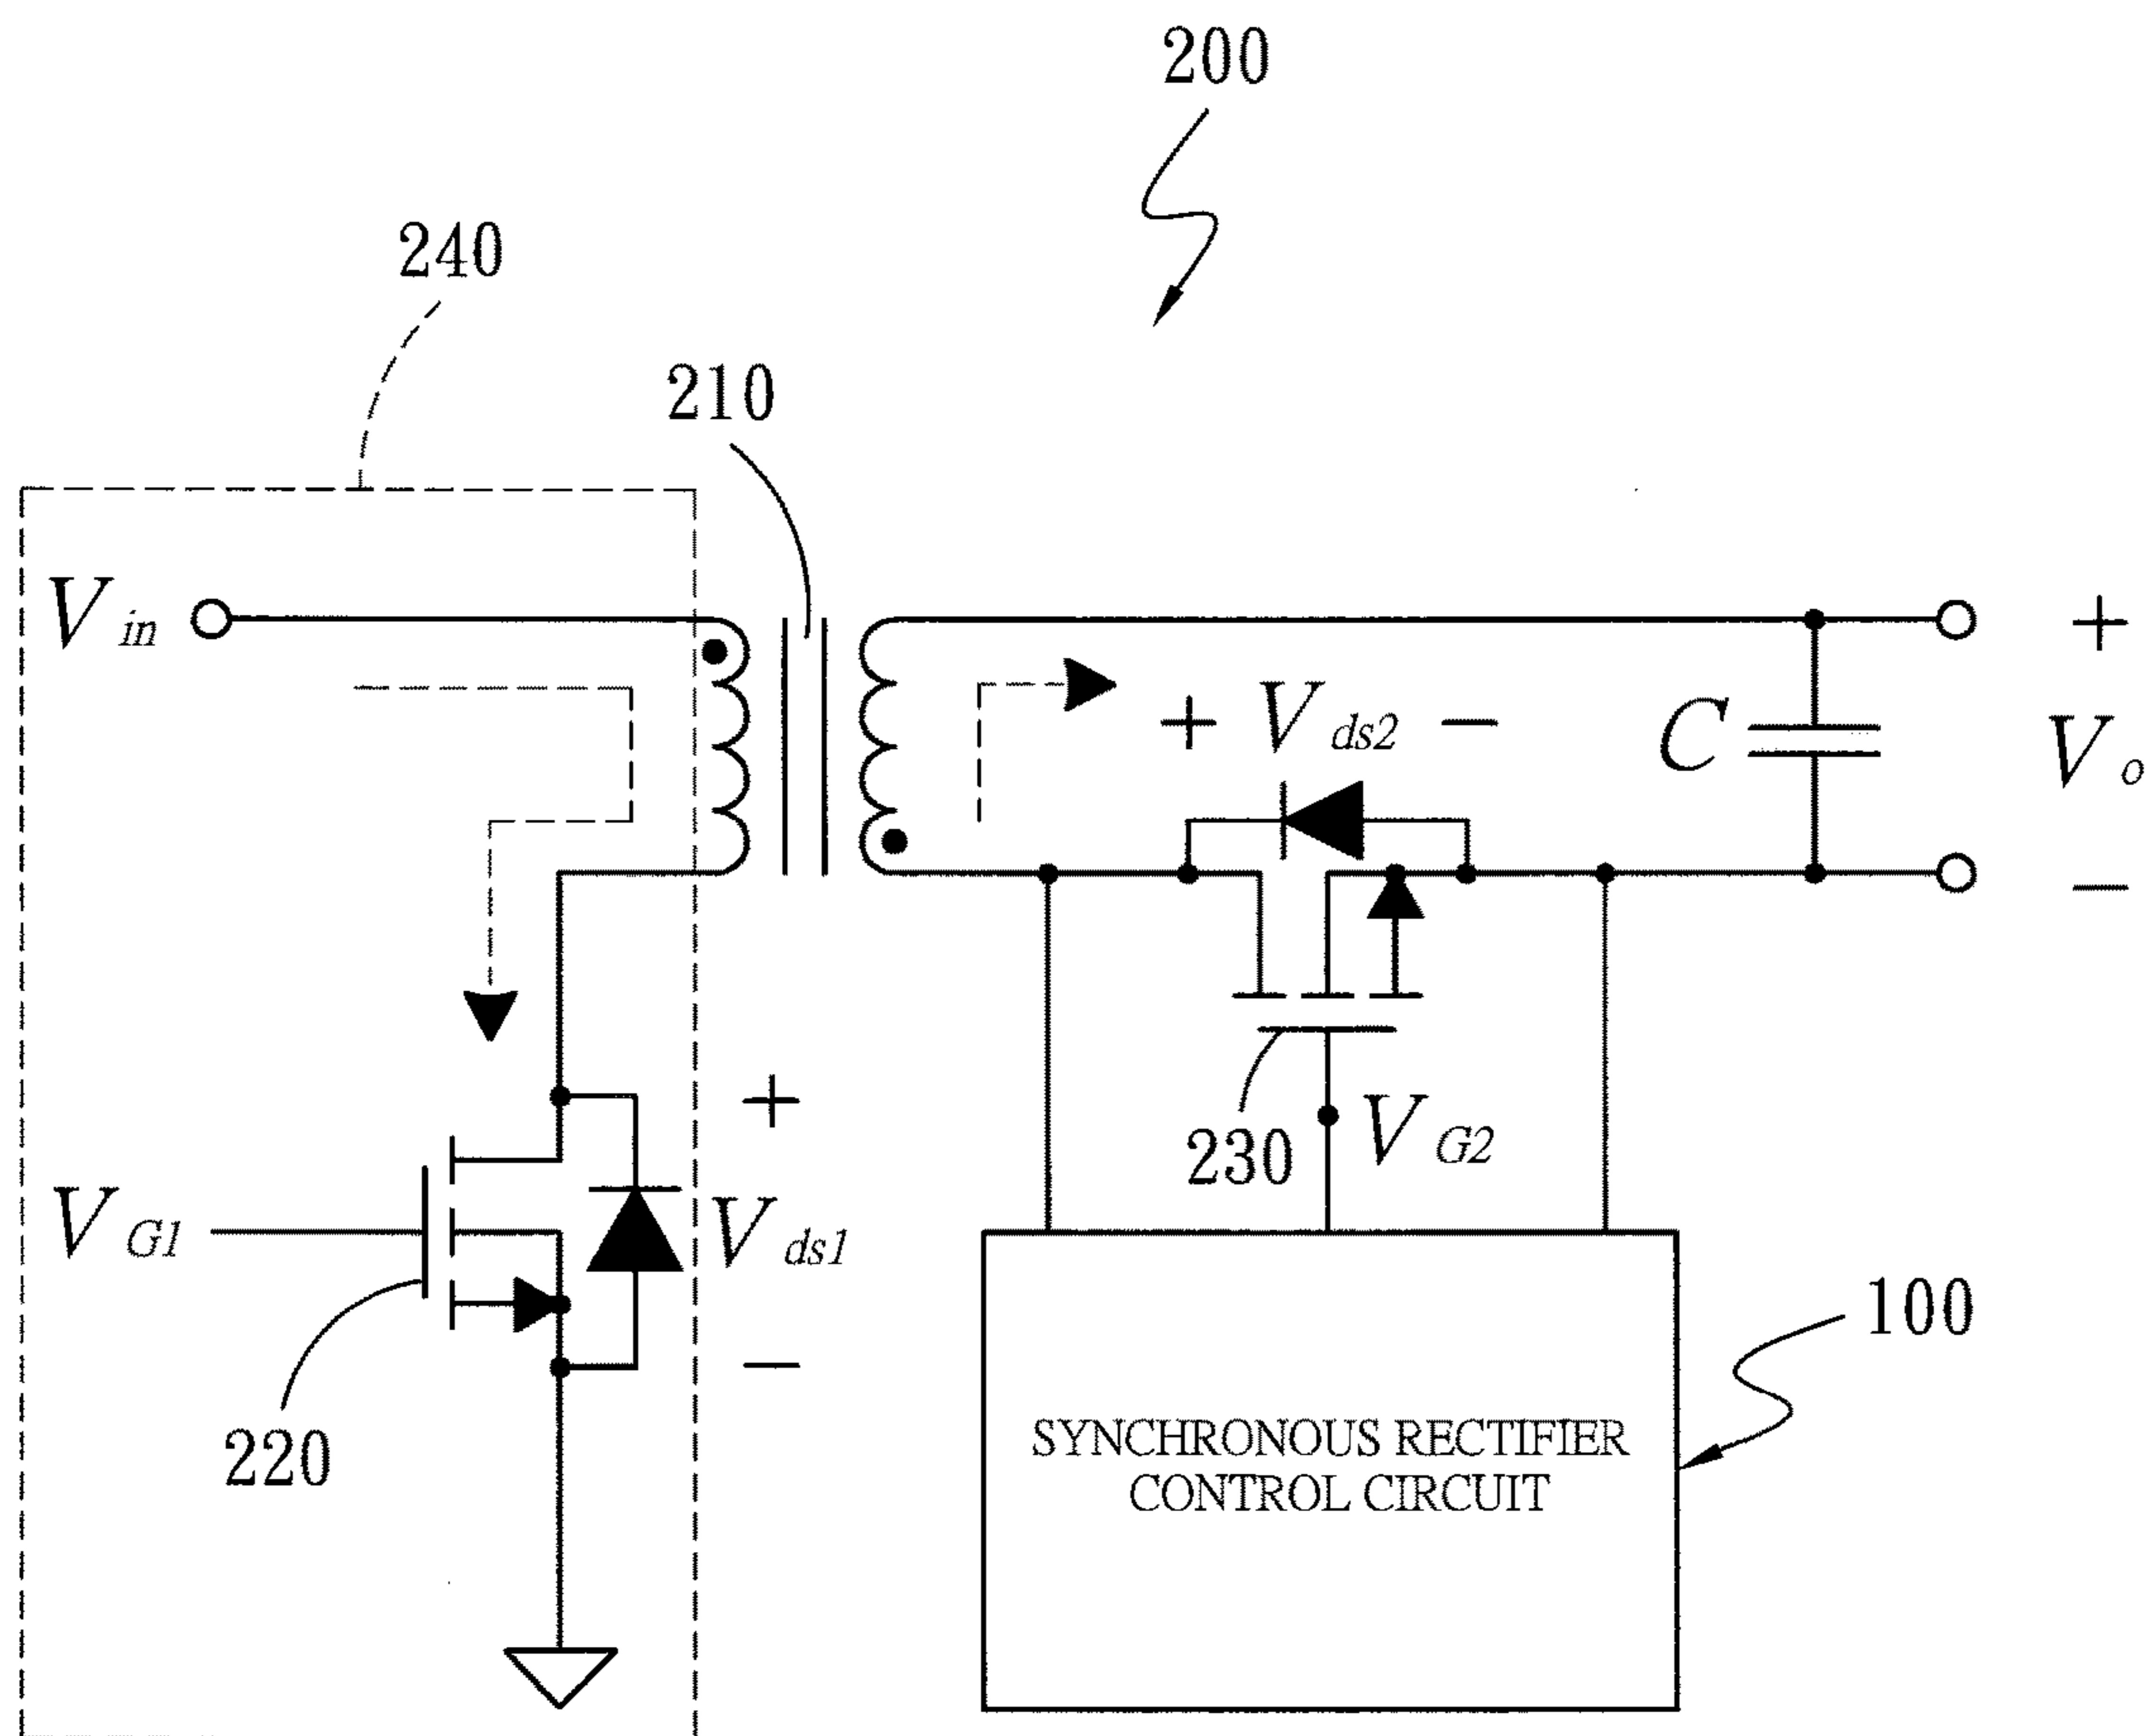 200
240
210
V in
+
+ V ds2 −
C
V o
−
230
V G2
+
V G1
V ds1
−
100
220
SYNCHRONOUS RECTIFIER
CONTROL CIRCUIT